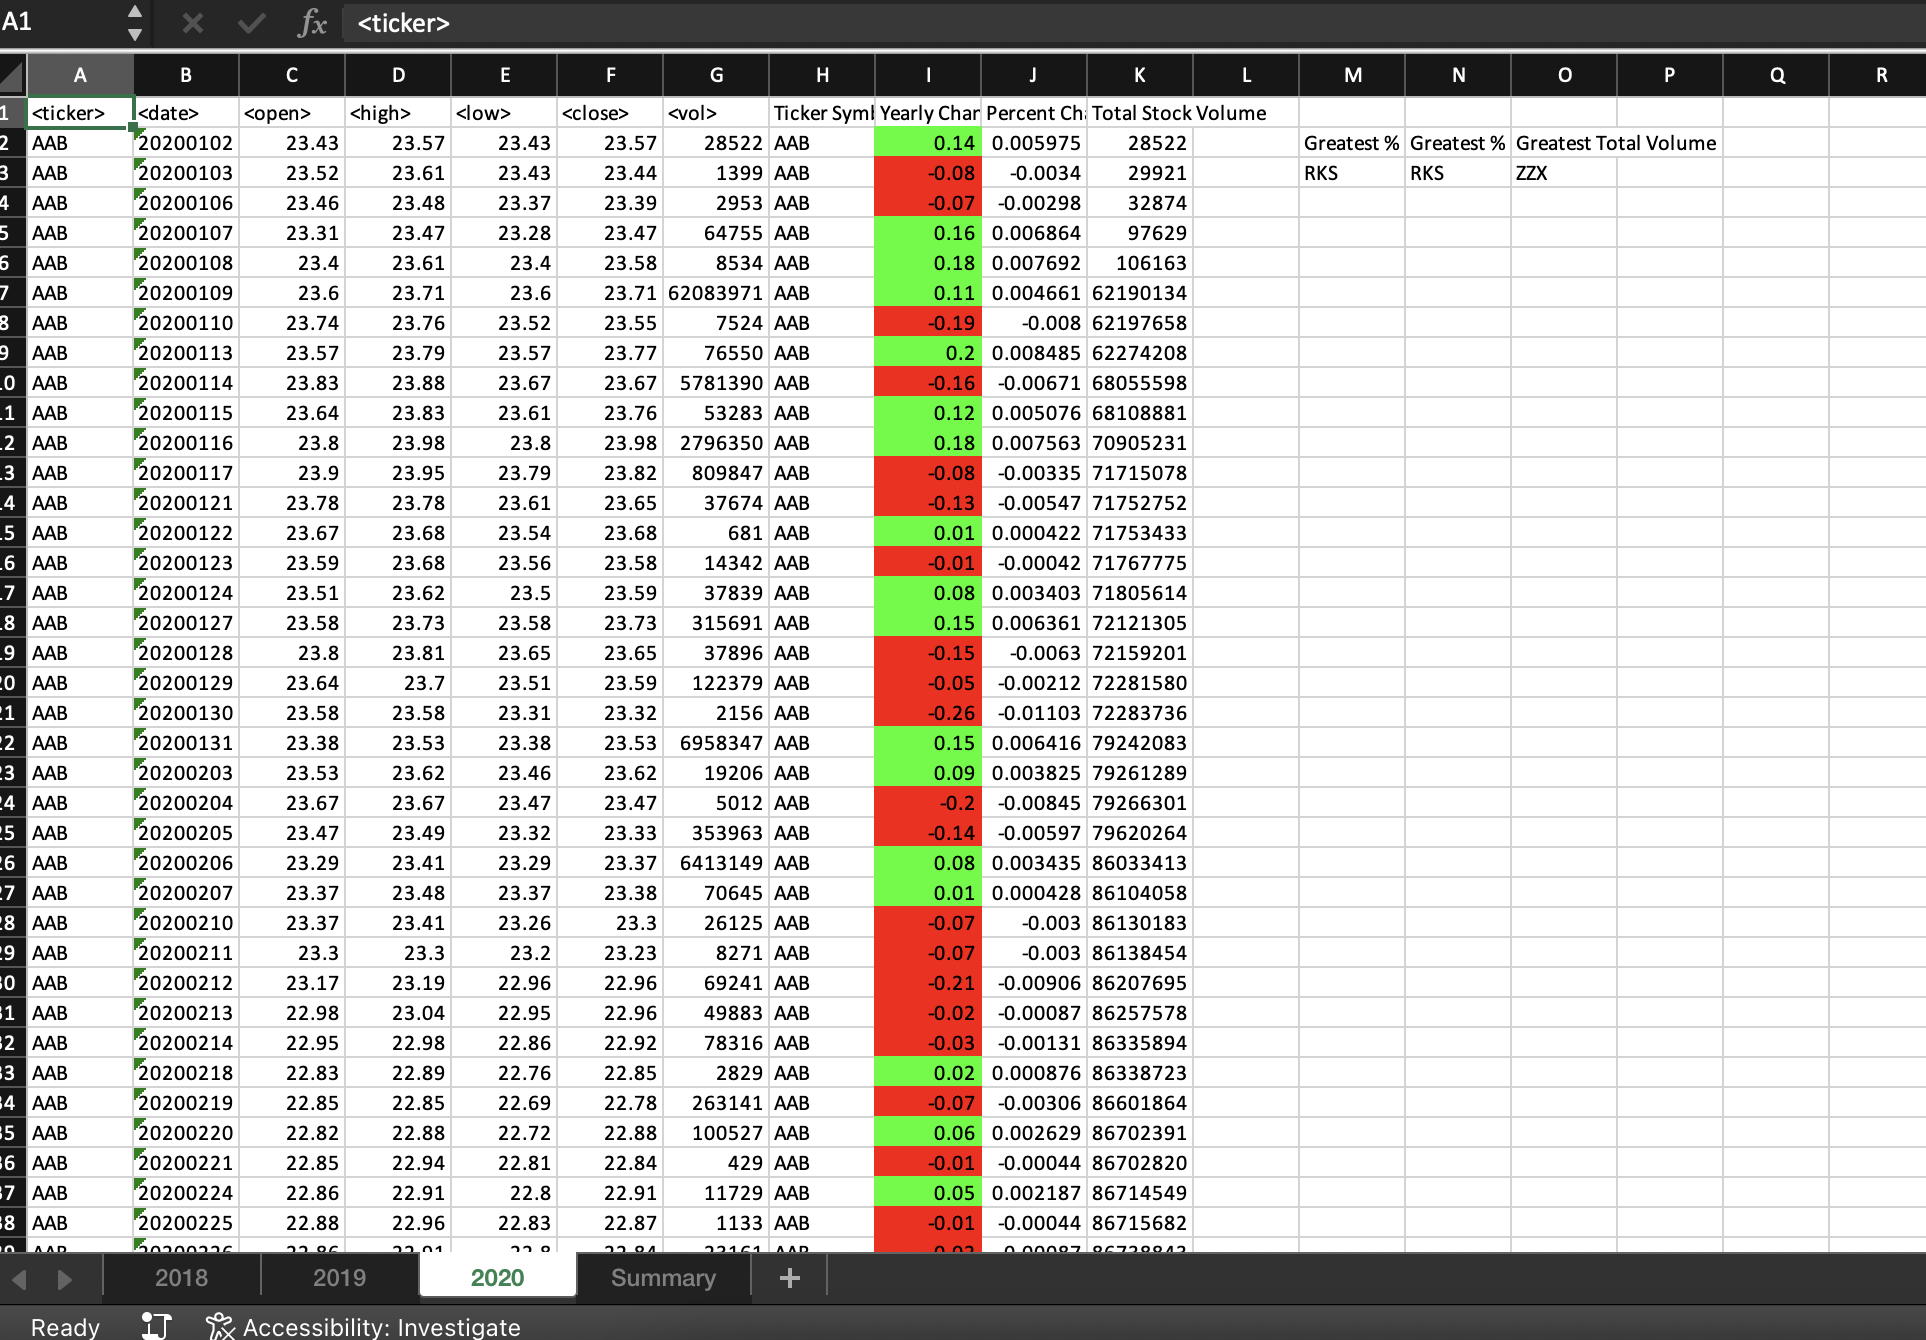 A1 fx <ticker>
A B C D E F G H I J K L M N O P Q R
1 <ticker> <date> <open> <high> <low> <close> <vol> Ticker Yearly Percent Total Stock Volume
2 AAB 20200102 23.43 23.57 23.43 23.57 28522 AAB 0.14 0.005975 28522 Greatest % Greatest % Greatest Total Volume
3 AAB 20200103 23.52 23.61 23.43 23.44 1399 AAB -0.08 -0.0034 29921 RKS RKS ZZX
4 AAB 20200106 23.46 23.48 23.37 23.39 2953 AAB -0.07 -0.00298 32874
5 AAB 20200107 23.31 23.47 23.28 23.47 64755 AAB 0.16 0.006864 97629
6 AAB 20200108 23.4 23.61 23.4 23.58 8534 AAB 0.18 0.007692 106163
7 AAB 20200109 23.6 23.71 23.6 23.71 62083971 AAB 0.11 0.004661 62190134
8 AAB 20200110 23.74 23.76 23.52 23.55 7524 AAB -0.19 -0.008 62197658
9 AAB 20200113 23.57 23.79 23.57 23.77 76550 AAB 0.2 0.008485 62274208
0 AAB 20200114 23.83 23.88 23.67 23.67 5781390 AAB -0.16 -0.00671 68055598
1 AAB 20200115 23.64 23.83 23.61 23.76 53283 AAB 0.12 0.005076 68108881
2 AAB 20200116 23.8 23.98 23.8 23.98 2796350 AAB 0.18 0.007563 70905231
3 AAB 20200117 23.9 23.95 23.79 23.82 809847 AAB -0.08 -0.00335 71715078
4 AAB 20200121 23.78 23.78 23.61 23.65 37674 AAB -0.13 -0.00547 71752752
5 AAB 20200122 23.67 23.68 23.54 23.68 681 AAB 0.01 0.000422 71753433
6 AAB 20200123 23.59 23.68 23.56 23.58 14342 AAB -0.01 -0.00042 71767775
7 AAB 20200124 23.51 23.62 23.5 23.59 37839 AAB 0.08 0.003403 71805614
8 AAB 20200127 23.58 23.73 23.58 23.73 315691 AAB 0.15 0.006361 72121305
9 AAB 20200128 23.8 23.81 23.65 23.65 37896 AAB -0.15 -0.0063 72159201
0 AAB 20200129 23.64 23.7 23.51 23.59 122379 AAB -0.05 -0.00212 72281580
1 AAB 20200130 23.58 23.58 23.31 23.32 2156 AAB -0.26 -0.01103 72283736
2 AAB 20200131 23.38 23.53 23.38 23.53 6958347 AAB 0.15 0.006416 79242083
3 AAB 20200203 23.53 23.62 23.46 23.62 19206 AAB 0.09 0.003825 79261289
4 AAB 20200204 23.67 23.67 23.47 23.47 5012 AAB -0.2 -0.00845 79266301
5 AAB 20200205 23.47 23.49 23.32 23.33 353963 AAB -0.14 -0.00597 79620264
6 AAB 20200206 23.29 23.41 23.29 23.37 6413149 AAB 0.08 0.003435 86033413
7 AAB 20200207 23.37 23.48 23.37 23.38 70645 AAB 0.01 0.000428 86104058
8 AAB 20200210 23.37 23.41 23.26 23.3 26125 AAB -0.07 -0.003 86130183
9 AAB 20200211 23.3 23.3 23.2 23.23 8271 AAB -0.07 -0.003 86138454
0 AAB 20200212 23.17 23.19 22.96 22.96 69241 AAB -0.21 -0.00906 86207695
1 AAB 20200213 22.98 23.04 22.95 22.96 49883 AAB -0.02 -0.00087 86257578
2 AAB 20200214 22.95 22.98 22.86 22.92 78316 AAB -0.03 -0.00131 86335894
3 AAB 20200218 22.83 22.89 22.76 22.85 2829 AAB 0.02 0.000876 86338723
4 AAB 20200219 22.85 22.85 22.69 22.78 263141 AAB -0.07 -0.00306 86601864
5 AAB 20200220 22.82 22.88 22.72 22.88 100527 AAB 0.06 0.002629 86702391
6 AAB 20200221 22.85 22.94 22.81 22.84 429 AAB -0.01 -0.00044 86702820
7 AAB 20200224 22.86 22.91 22.8 22.91 11729 AAB 0.05 0.002187 86714549
8 AAB 20200225 22.88 22.96 22.83 22.87 1133 AAB -0.01 -0.00044 86715682
2018 2019 2020 Summary +
Ready Accessibility: Investigate